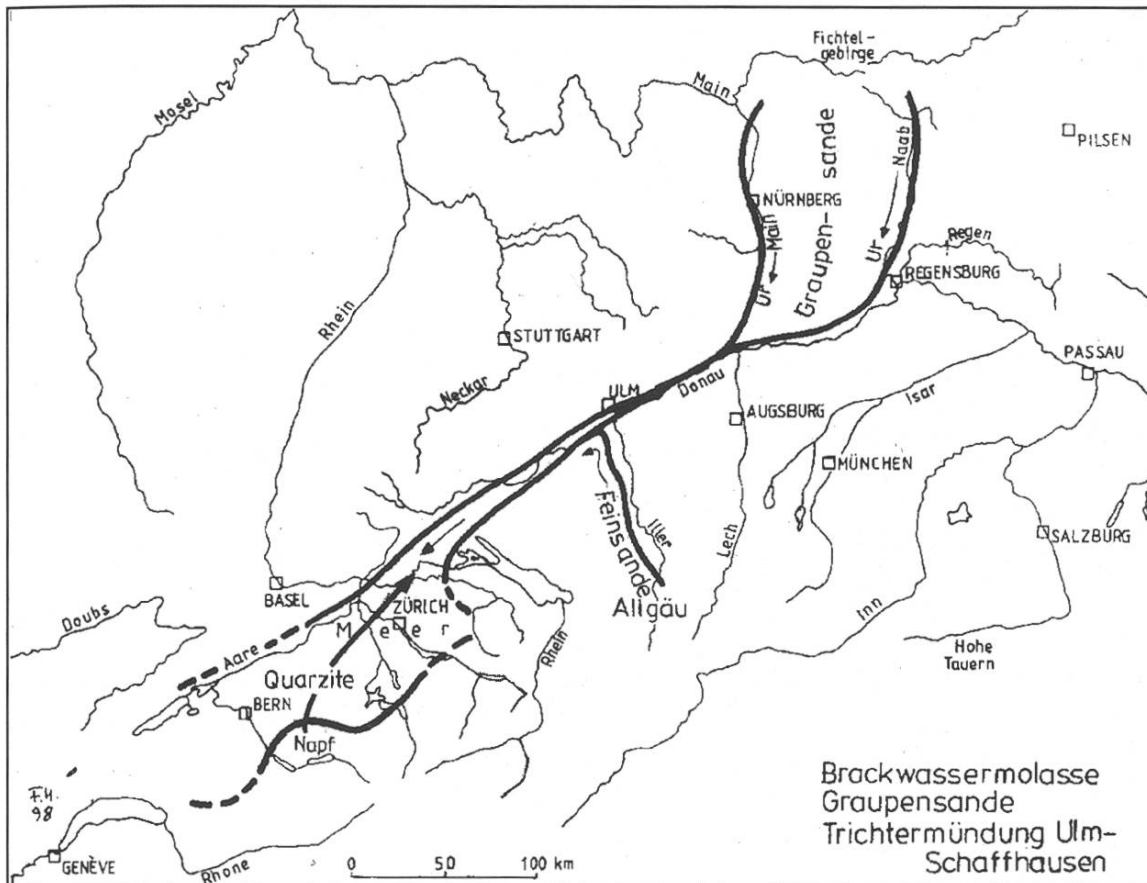 Fichtel-
gebirge
Mosel
Main
Naab
PILSEN
Graupen-
sande
NÜRNBERG
Ur Main
Ur
Regen
REGENSBURG
Rhein
STUTTGART
PASSAU
Neckar
ULM
Donau
AUGSBURG
Isar
MÜNCHEN
Feinsande
Iller
Lech
SALZBURG
Allgäu
BASEL
ZÜRICH
Meer
Doubs
Aare
Rhein
Inn
Hohe
Tauern
Quarzite
BERN
Napf
F.H.
98
GENÈVE
Rhone
0 50 100 km
Brackwassermolasse
Graupensande
Trichtermündung Ulm-
Schaffhausen